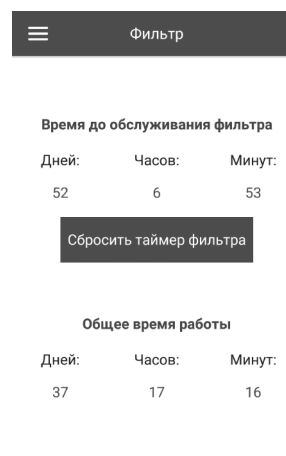 Фильтр
Время до обслуживания фильтра
Дней: Часов: Минут:
52 6 53
Сбросить таймер фильтра
Общее время работы
Дней: Часов: Минут:
37 17 16